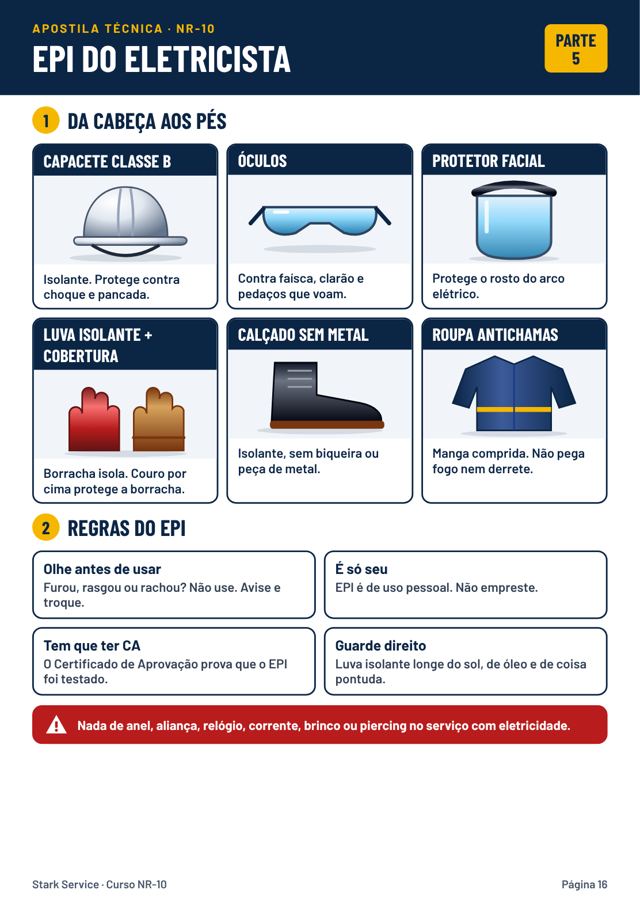 APOSTILA TÉCNICA · NR-10
EPI DO ELETRICISTA
PARTE
5
1 DA CABEÇA AOS PÉS
CAPACETE CLASSE B
Isolante. Protege contra
choque e pancada.
ÓCULOS
Contra faísca, clarão e
pedaços que voam.
PROTETOR FACIAL
Protege o rosto do arco
elétrico.
LUVA ISOLANTE +
COBERTURA
Borracha isola. Couro por
cima protege a borracha.
CALÇADO SEM METAL
Isolante, sem biqueira ou
peça de metal.
ROUPA ANTICHAMAS
Manga comprida. Não pega
fogo nem derrete.
2 REGRAS DO EPI
Olhe antes de usar
Furou, rasgou ou rachou? Não use. Avise e
troque.
É só seu
EPI é de uso pessoal. Não empreste.
Tem que ter CA
O Certificado de Aprovação prova que o EPI
foi testado.
Guarde direito
Luva isolante longe do sol, de óleo e de coisa
pontuda.
Nada de anel, aliança, relógio, corrente, brinco ou piercing no serviço com eletricidade.
Stark Service · Curso NR-10
Página 16